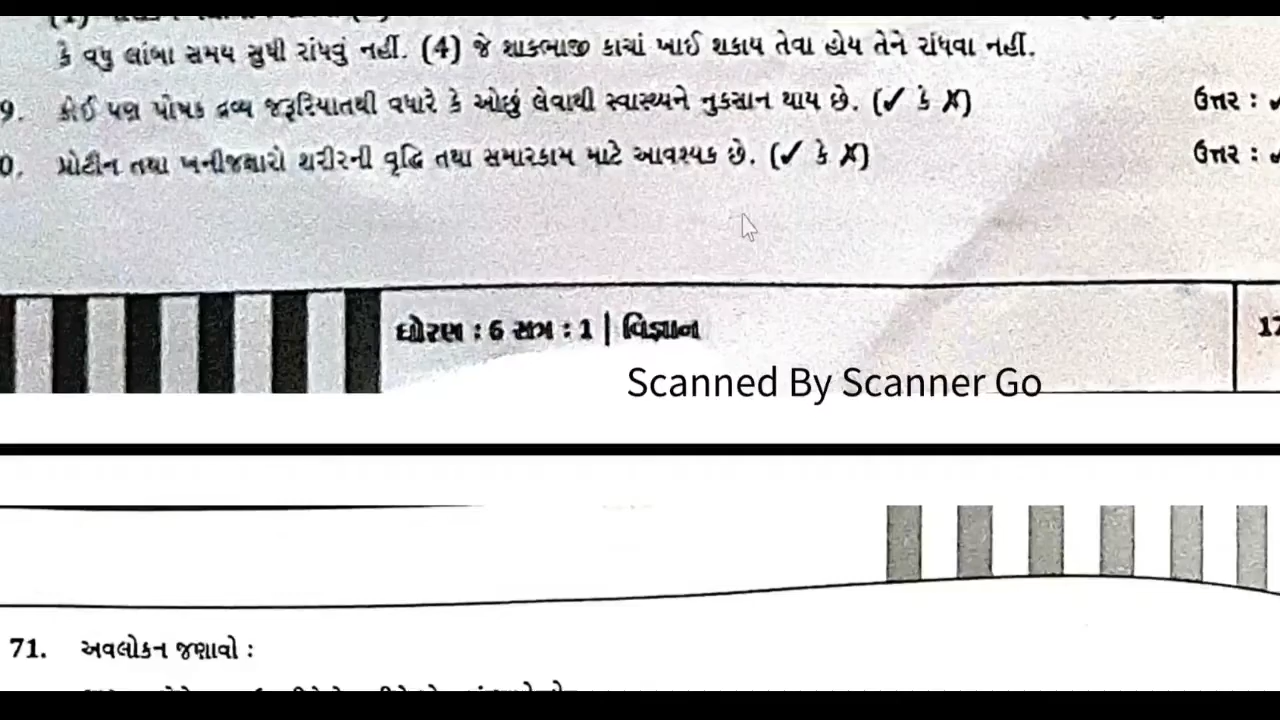 કે વધુ લાંબા સમય સુધી રાંધવું નહીં. (4) જે શાકભાજી કાચાં ખાઈ શકાય તેવા હોય તેને રાંધવા નહીં.
9. કોઈ પણ પોષક દ્રવ્ય જરૂરિયાતથી વધારે કે ઓછું લેવાથી સ્વાસ્થ્યને નુકસાન થાય છે. (✓ કે ✗) ઉત્તર : ✓
0. પ્રોટીન તથા ખનીજક્ષારો શરીરની વૃદ્ધિ તથા સમારકામ માટે આવશ્યક છે. (✓ કે ✗) ઉત્તર : ✓
ધોરણ : 6 સત્ર : 1 | વિજ્ઞાન 17
Scanned By Scanner Go
71. અવલોકન જણાવો :